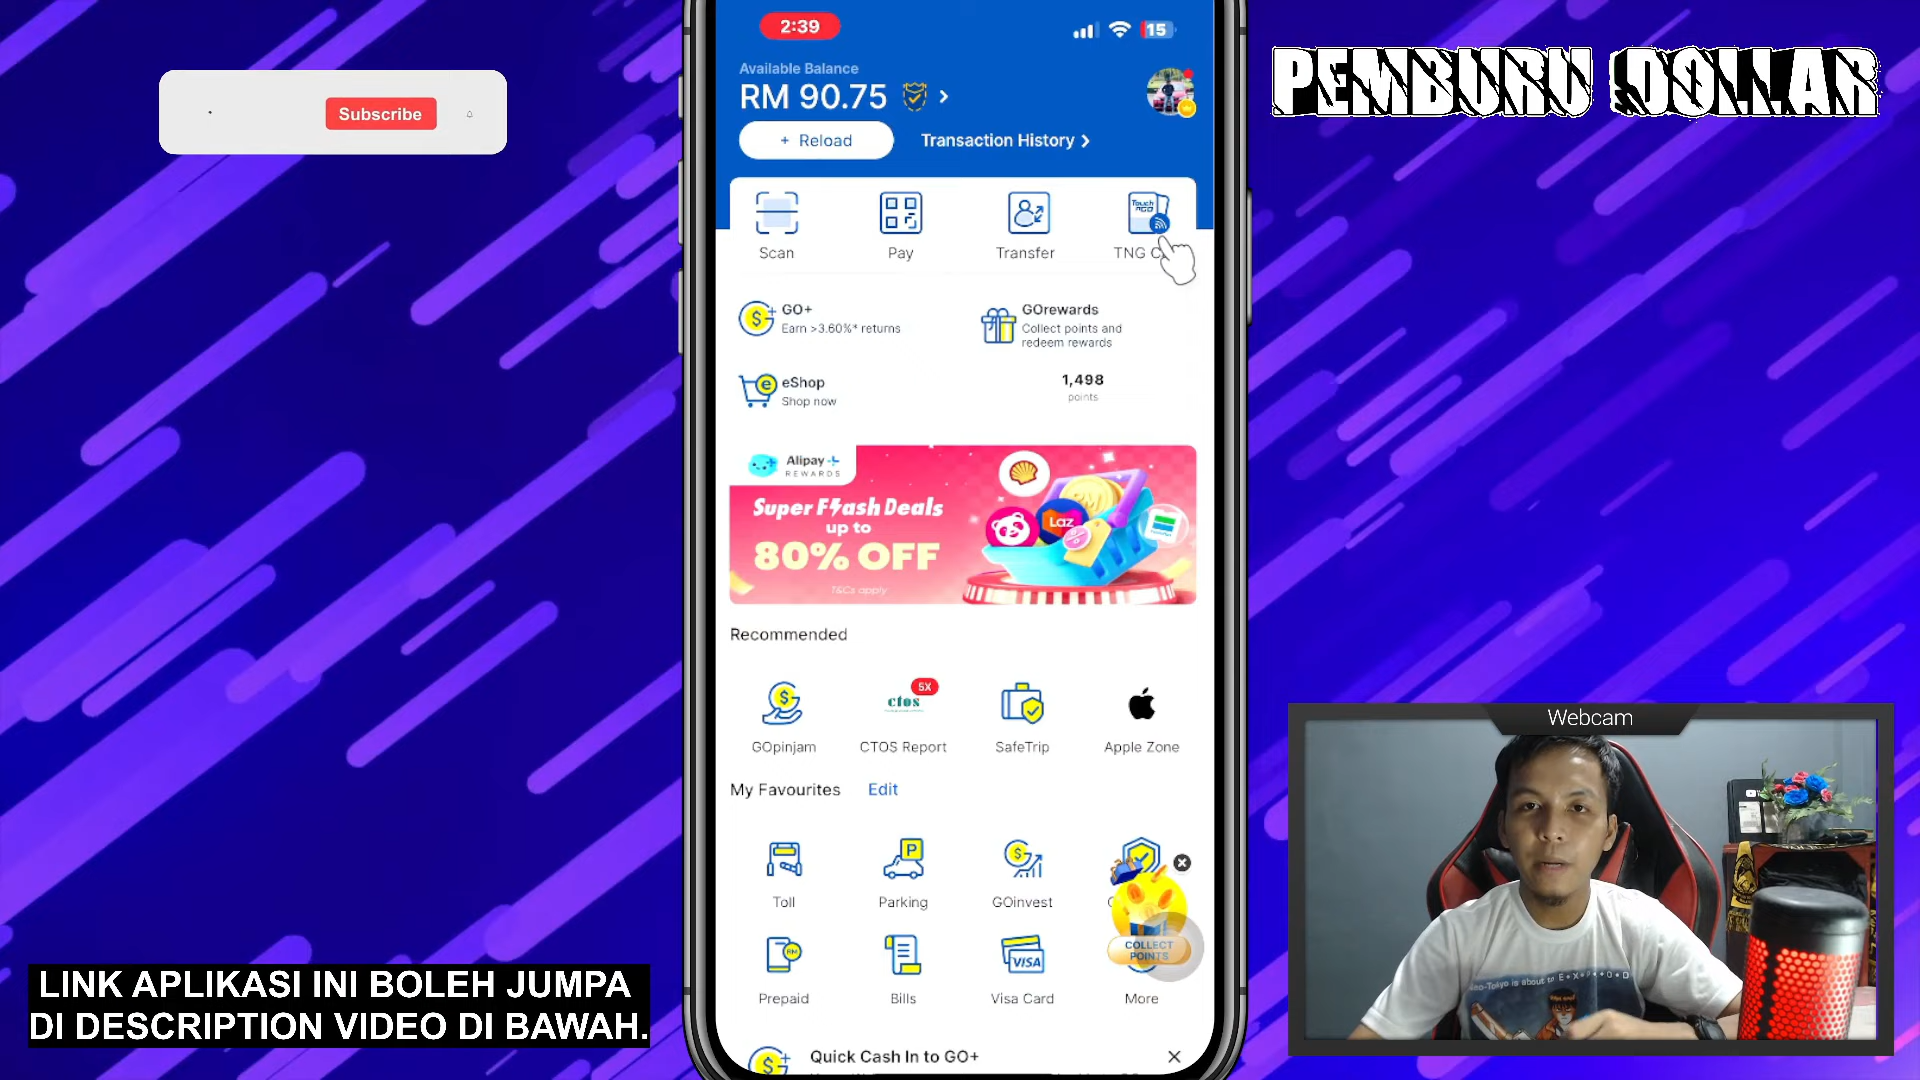 2:39
15
Available Balance
RM 90.75
+ Reload
Transaction History
Scan
Pay
Touch
nGO
Transfer
TNG
GO+
Earn >3.60%* returns
GOrewards
Collect points and
redeem rewards
eShop
Shop now
1,498
points
Alipay+
REWARDS
Super Flash Deals
up to
80% OFF
T&Cs apply
Laz
Recommended
5X
ctos
GOpinjam
CTOS Report
SafeTrip
Apple Zone
My Favourites
Edit
P
Toll
Parking
GOinvest
RM
VISA
COLLECT
POINTS
Prepaid
Bills
Visa Card
More
Quick Cash In to GO+
Subscribe
PEMBURU DOLLAR
LINK APLIKASI INI BOLEH JUMPA
DI DESCRIPTION VIDEO DI BAWAH.
Webcam